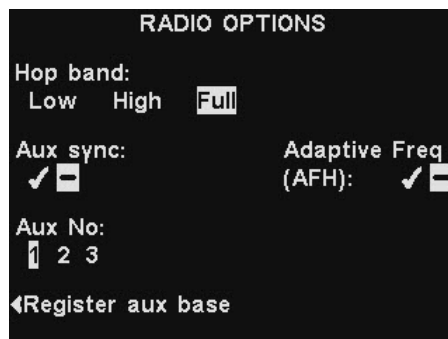 RADIO OPTIONS
Hop band:
Low High Full
Aux sync: Adaptive Freq
✓ – (AFH): ✓ –
Aux No:
1 2 3
◀Register aux base